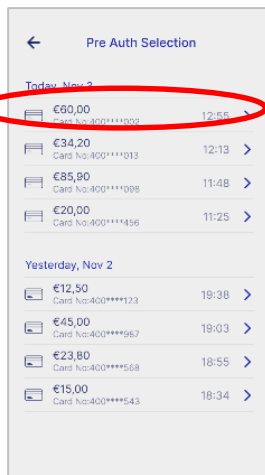 Pre Auth Selection
Today, Nov 3
€60,00
Card No:400****002
12:55
€34,20
Card No:400****013
12:13
€85,90
Card No:400****098
11:48
€20,00
Card No:400****456
11:25
Yesterday, Nov 2
€12,50
Card No:400****123
19:38
€45,00
Card No:400****987
19:03
€23,80
Card No:400****568
18:55
€15,00
Card No:400****543
18:34